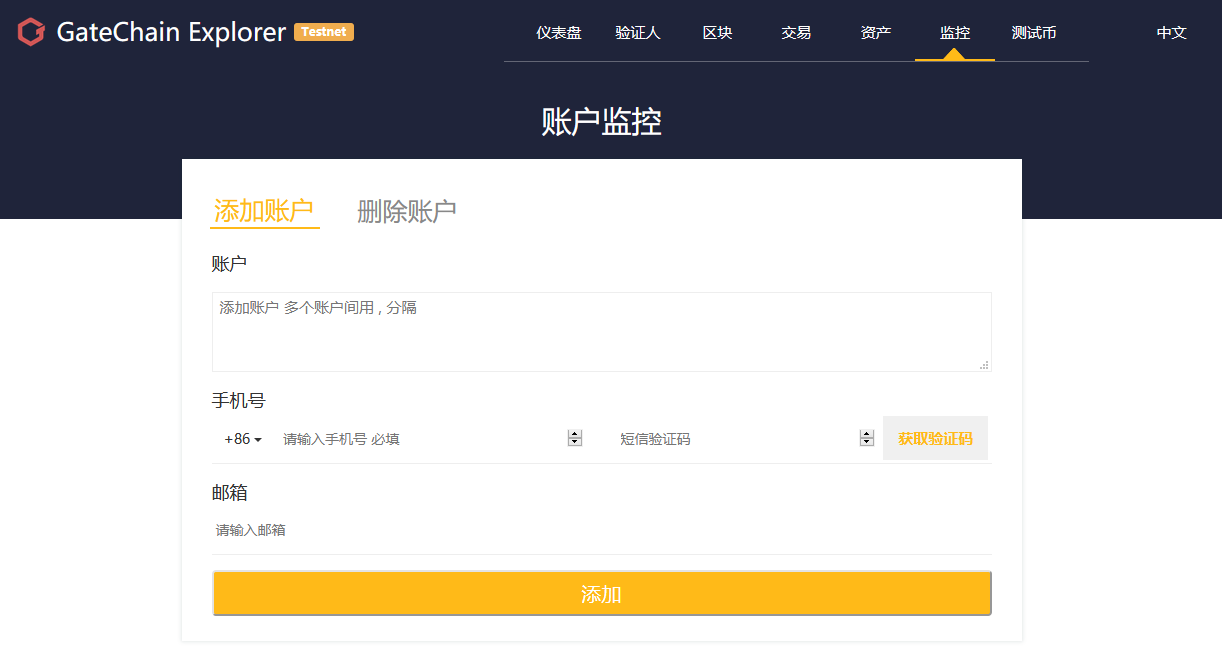 GateChain Explorer Testnet
仪表盘 验证人 区块 交易 资产 监控 测试币 中文
账户监控
添加账户 删除账户
账户
添加账户 多个账户间用 , 分隔
手机号
+86 请输入手机号 必填 短信验证码 获取验证码
邮箱
请输入邮箱
添加